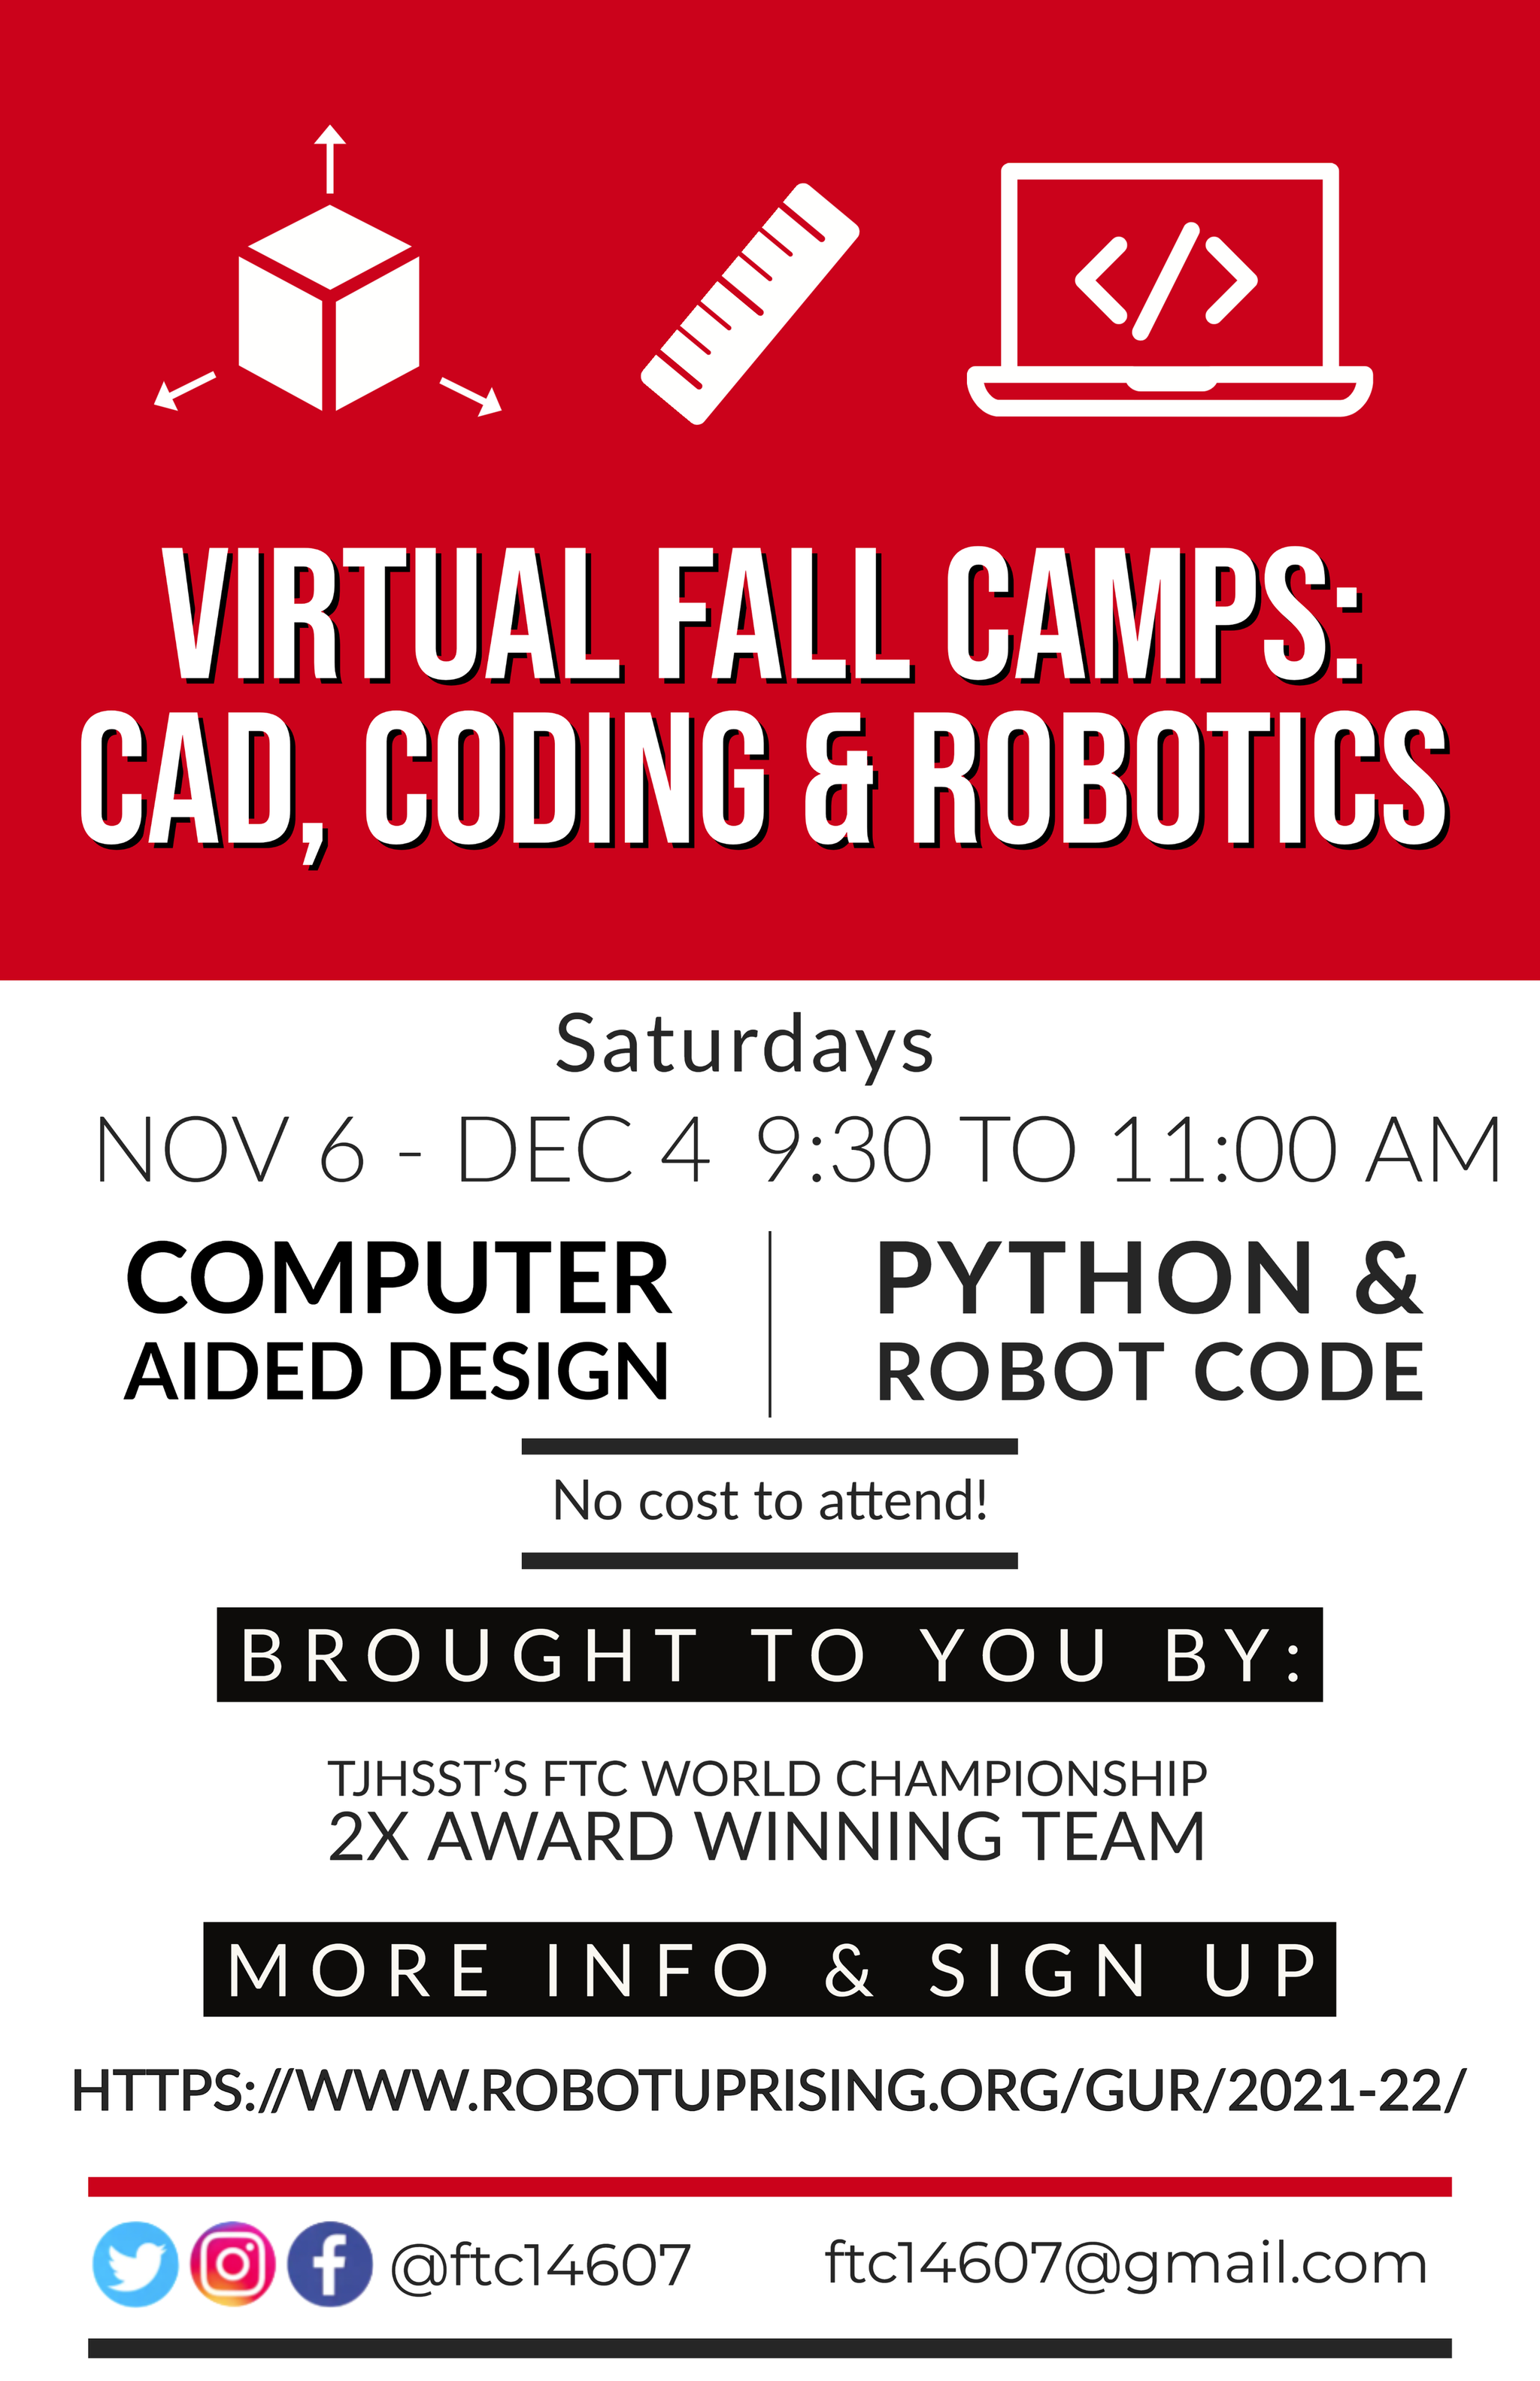 VIRTUAL FALL CAMPS:
CAD, CODING & ROBOTICS
Saturdays
NOV 6 - DEC 4 9:30 TO 11:00 AM
COMPUTER
AIDED DESIGN
PYTHON &
ROBOT CODE
No cost to attend!
BROUGHT TO YOU BY:
TJHSST'S FTC WORLD CHAMPIONSHIP
2X AWARD WINNING TEAM
MORE INFO & SIGN UP
HTTPS://WWW.ROBOTUPRISING.ORG/GUR/2021-22/
@ftc14607 ftc14607@gmail.com